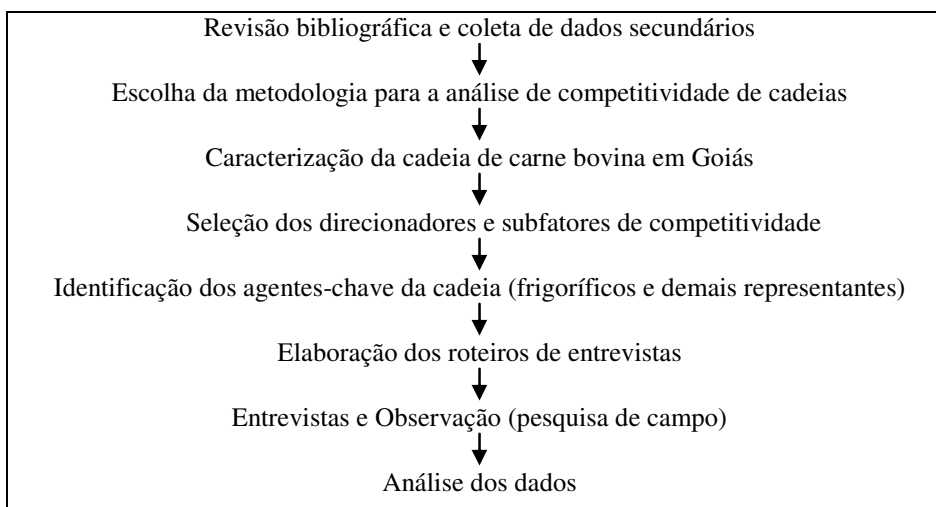 Revisão bibliográfica e coleta de dados secundários
Escolha da metodologia para a análise de competitividade de cadeias
Caracterização da cadeia de carne bovina em Goiás
Seleção dos direcionadores e subfatores de competitividade
Identificação dos agentes-chave da cadeia (frigoríficos e demais representantes)
Elaboração dos roteiros de entrevistas
Entrevistas e Observação (pesquisa de campo)
Análise dos dados